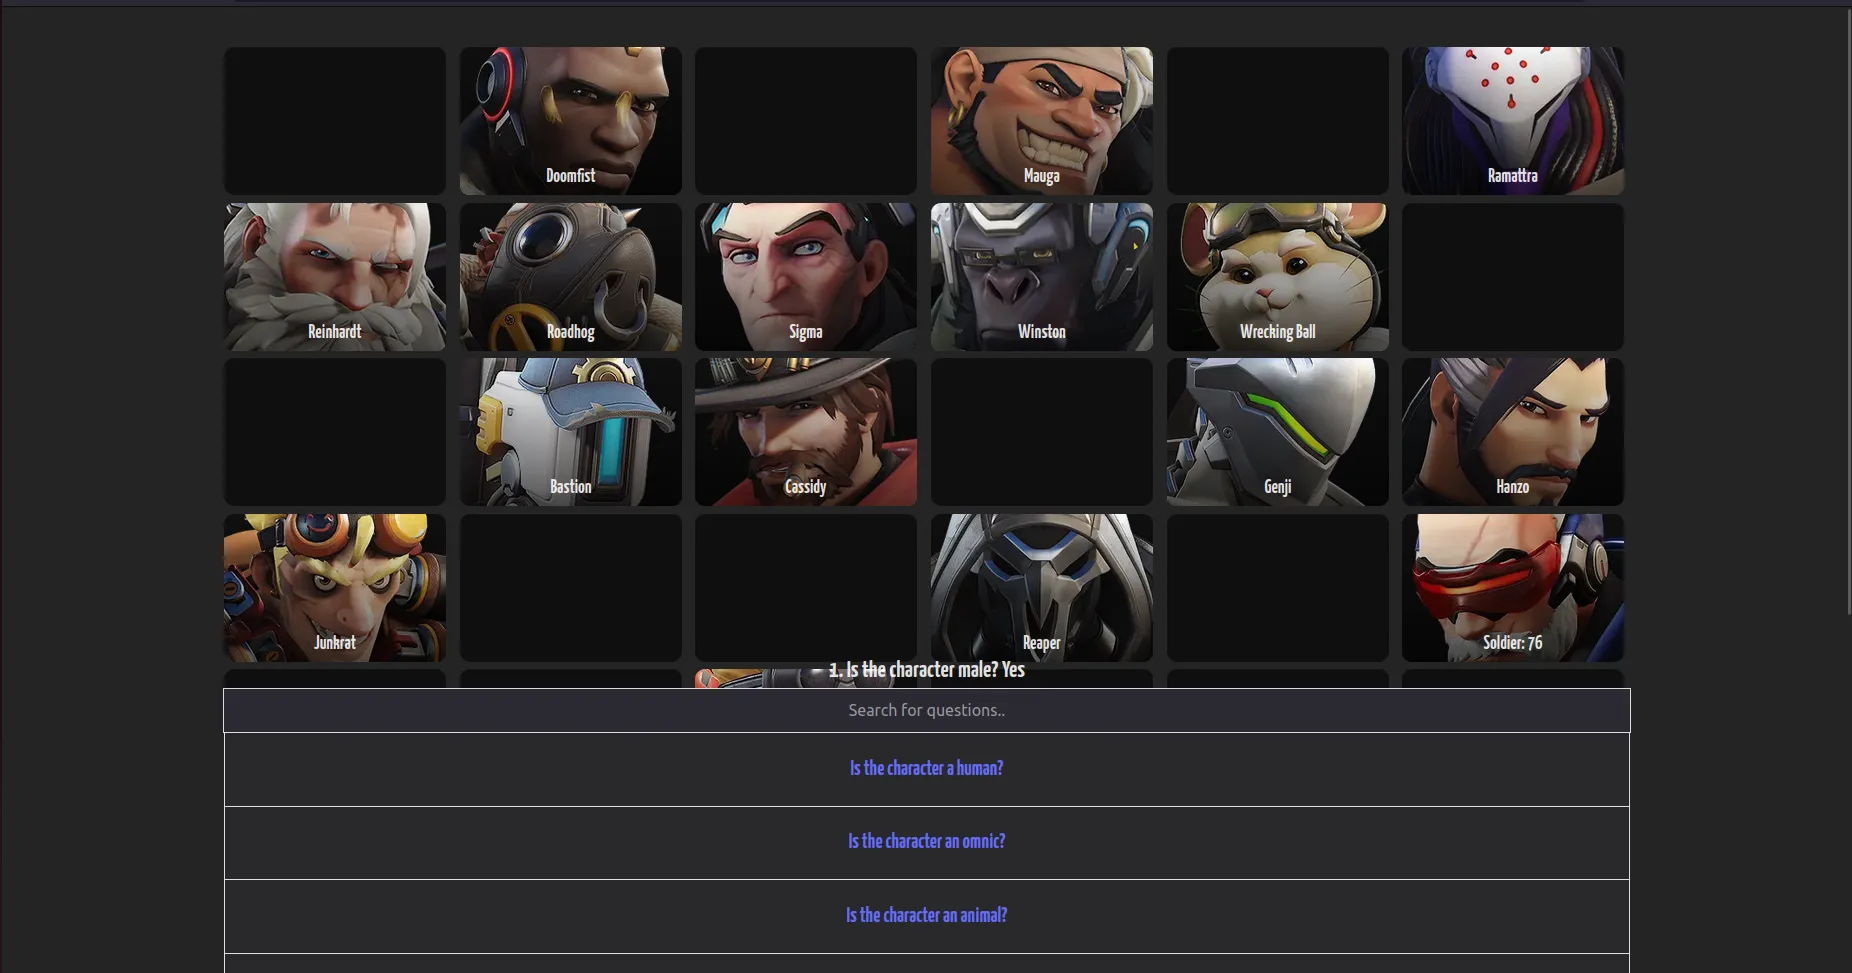 Doomfist
Mauga
Ramattra
Reinhardt
Roadhog
Sigma
Winston
Wrecking Ball
Bastion
Cassidy
Genji
Hanzo
Junkrat
Reaper
Soldier: 76
1. Is the character male? Yes
Search for questions..
Is the character a human?
Is the character an omnic?
Is the character an animal?